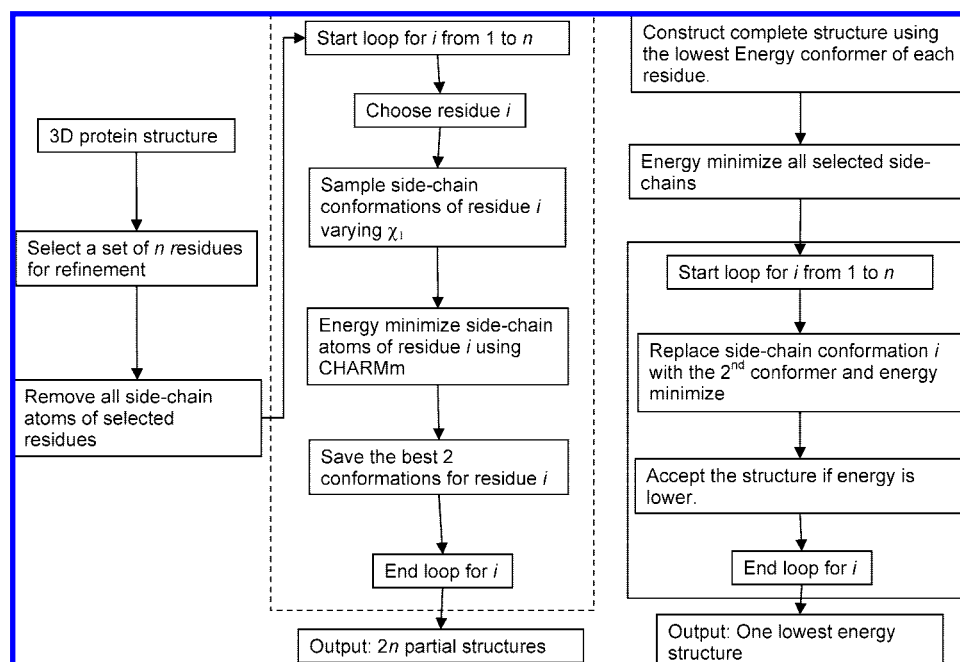 3D protein structure
Select a set of n residues
for refinement
Remove all side-chain
atoms of selected
residues
Start loop for i from 1 to n
Choose residue i
Sample side-chain
conformations of residue i
varying χ₁
Energy minimize side-chain
atoms of residue i using
CHARMm
Save the best 2
conformations for residue i
End loop for i
Output: 2n partial structures
Construct complete structure using
the lowest Energy conformer of each
residue.
Energy minimize all selected side-
chains
Start loop for i from 1 to n
Replace side-chain conformation i
with the 2nd conformer and energy
minimize
Accept the structure if energy is
lower.
End loop for i
Output: One lowest energy
structure